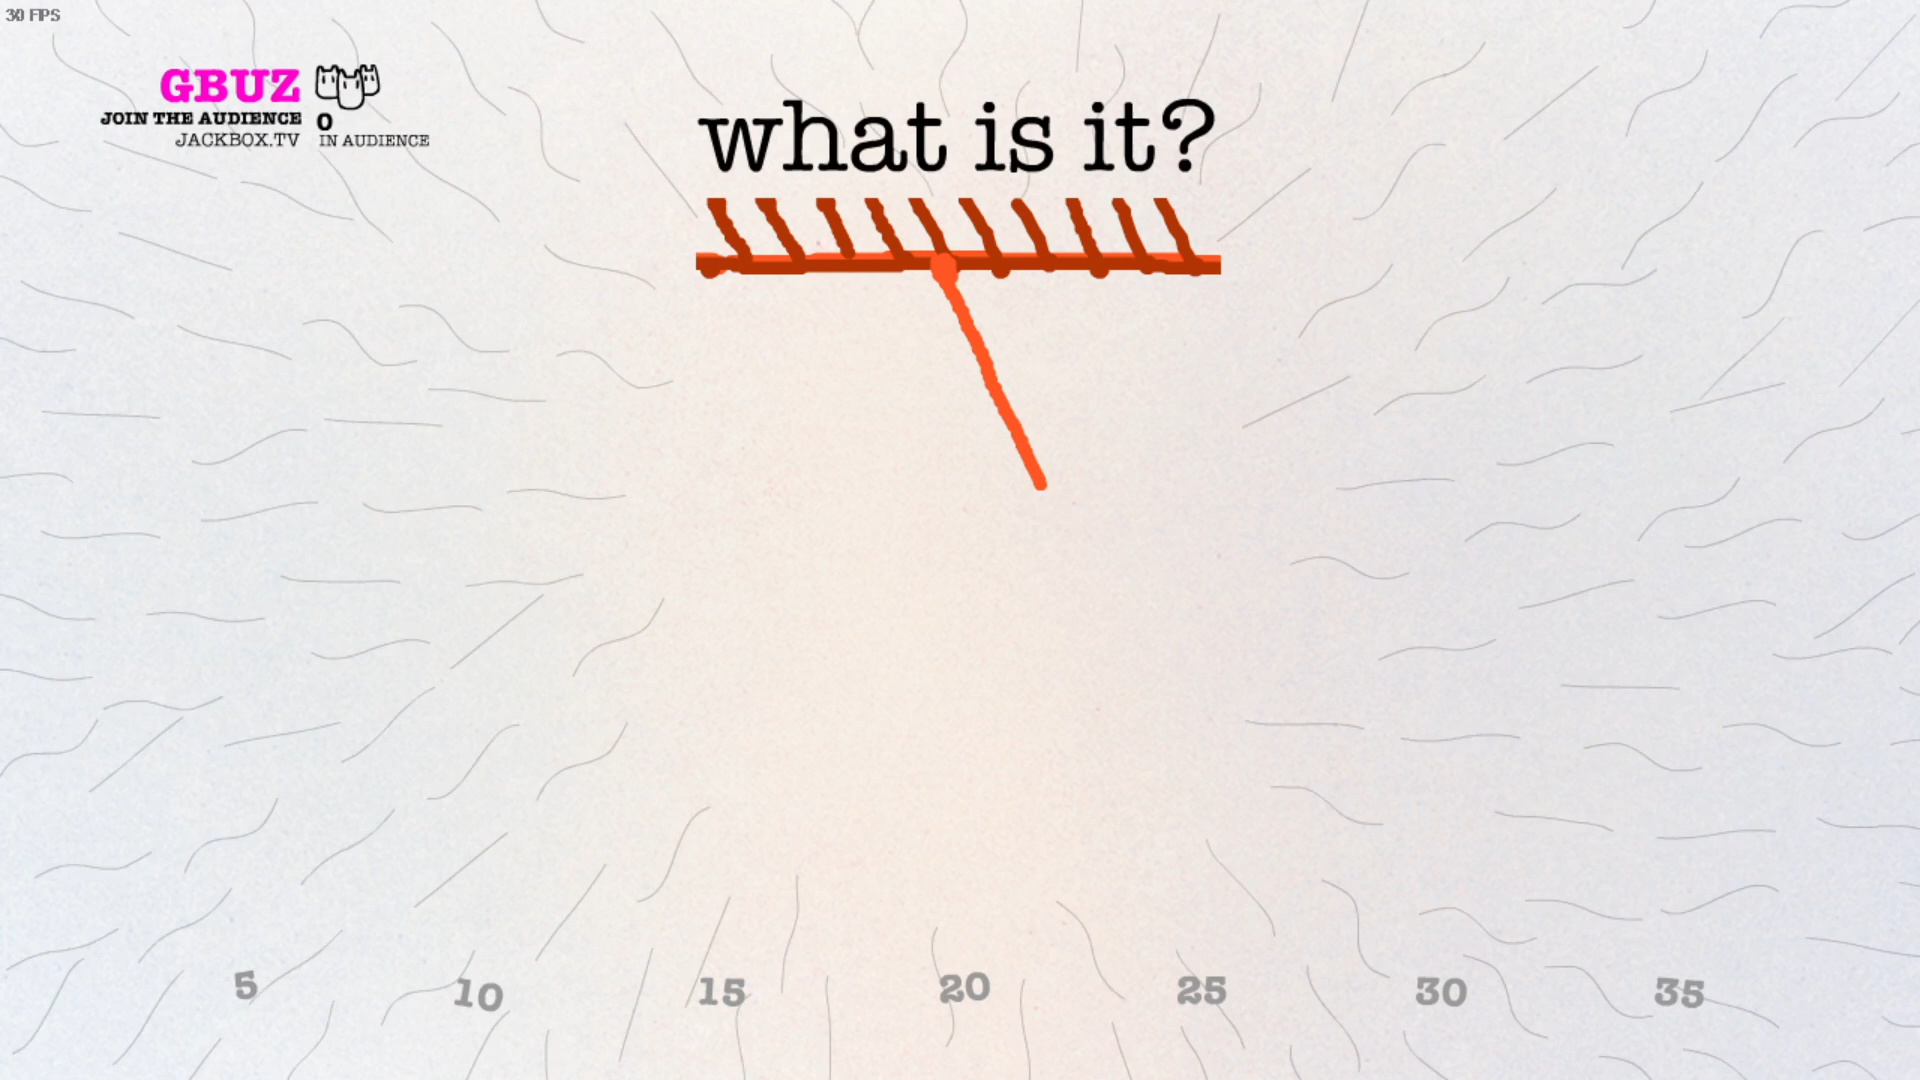 30 FPS
GBUZ
JOIN THE AUDIENCE
JACKBOX.TV
0
IN AUDIENCE
what is it?
5 10 15 20 25 30 35